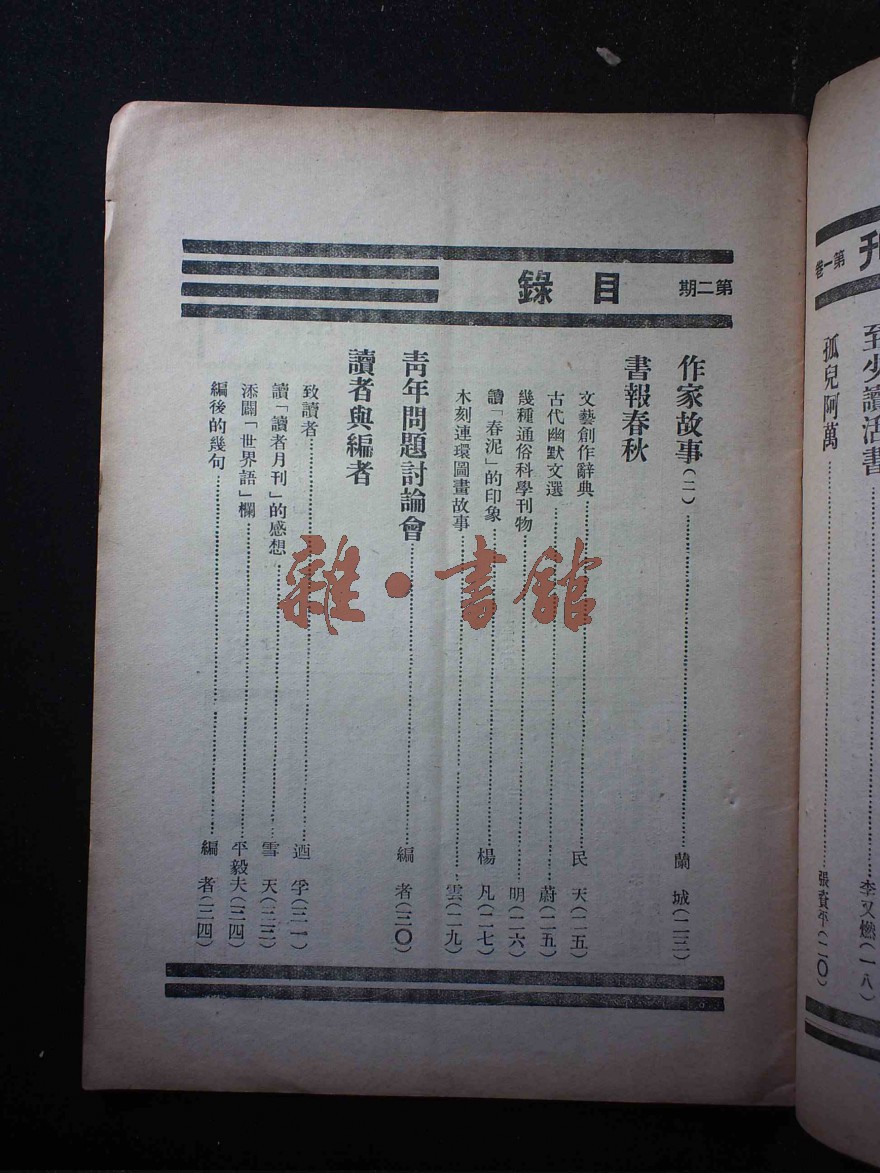 刊
第一卷
至少讀活書……李又燃(一八)
孤兒阿萬……張資平(二〇)
第二期
目錄
作家故事(二)……蘭 城(二三)
書報春秋
文藝創作辭典……民 天(二五)
古代幽默文選……蔚(二五)
幾種通俗科學刊物……明(二六)
讀「春泥」的印象……楊 凡(二七)
木刻連環圖畫故事……雲(二九)
青年問題討論會……編 者(三〇)
讀者與編者
致讀者……迺 孚(三一)
讀「讀者月刊」的感想……雪 天(三三)
添闢「世界語」欄……平毅夫(三四)
編後的幾句……編 者(三四)
雜·書館